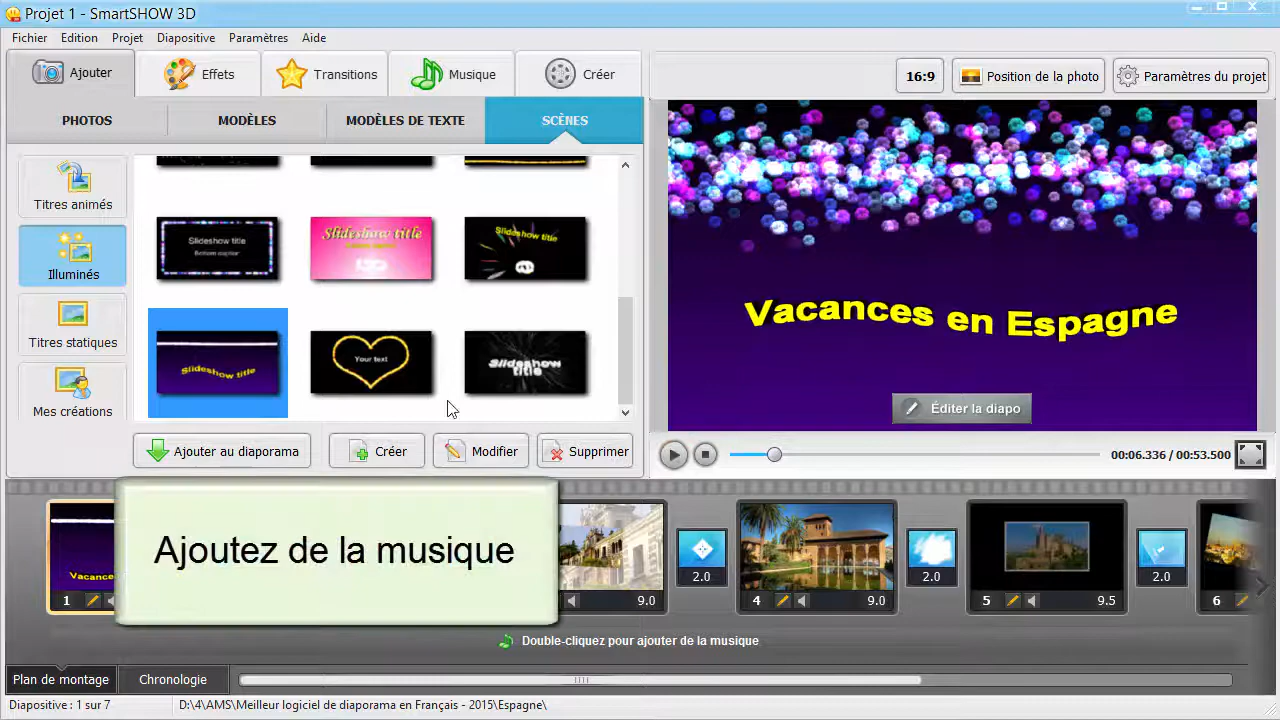 Projet 1 - SmartSHOW 3D
Fichier Edition Projet Diapositive Paramètres Aide
Ajouter Effets Transitions Musique Créer
16:9 Position de la photo Paramètres du projet
PHOTOS MODÈLES MODÈLES DE TEXTE SCÈNES
Titres animés
Illuminés
Titres statiques
Mes créations
Slideshow title
Bottom caption
Slideshow title
Slideshow title
Slideshow title
Your text
Slideshow title
Vacances en Espagne
Éditer la diapo
Ajouter au diaporama Créer Modifier Supprimer
00:06.336 / 00:53.500
Ajoutez de la musique
Vacances
2.0 2.0 2.0
1 9.0 4 9.0 5 9.5 6
Double-cliquez pour ajouter de la musique
Plan de montage Chronologie
Diapositive : 1 sur 7 D:\4\AMS\Meilleur logiciel de diaporama en Français - 2015\Espagne\